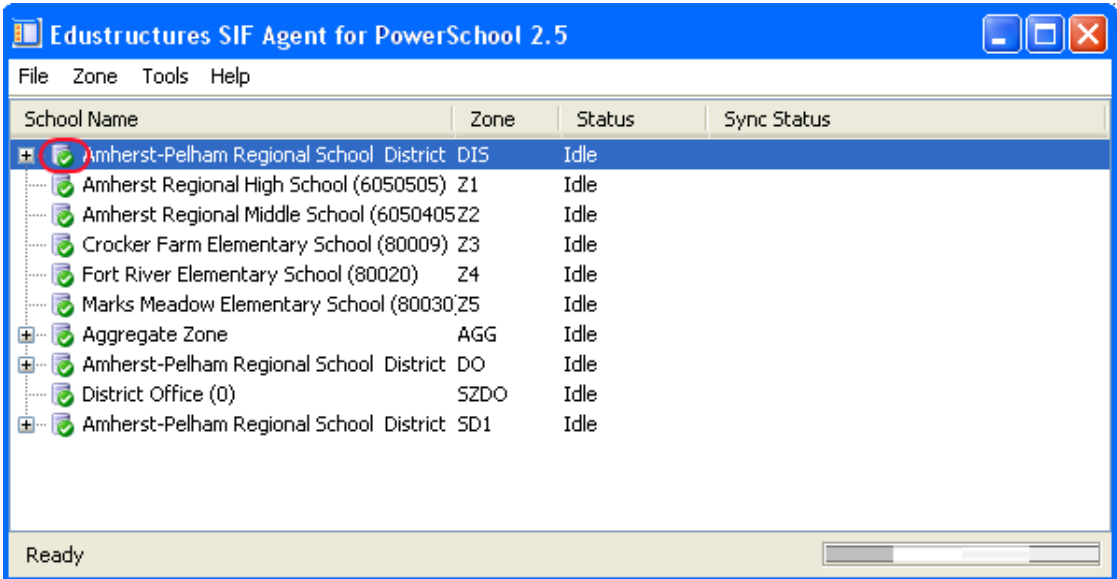 Edustructures SIF Agent for PowerSchool 2.5
File Zone Tools Help
School Name Zone Status Sync Status
Amherst-Pelham Regional School District DIS Idle
Amherst Regional High School (6050505) Z1 Idle
Amherst Regional Middle School (6050405 Z2 Idle
Crocker Farm Elementary School (80009) Z3 Idle
Fort River Elementary School (80020) Z4 Idle
Marks Meadow Elementary School (80030) Z5 Idle
Aggregate Zone AGG Idle
Amherst-Pelham Regional School District DO Idle
District Office (0) SZDO Idle
Amherst-Pelham Regional School District SD1 Idle
Ready